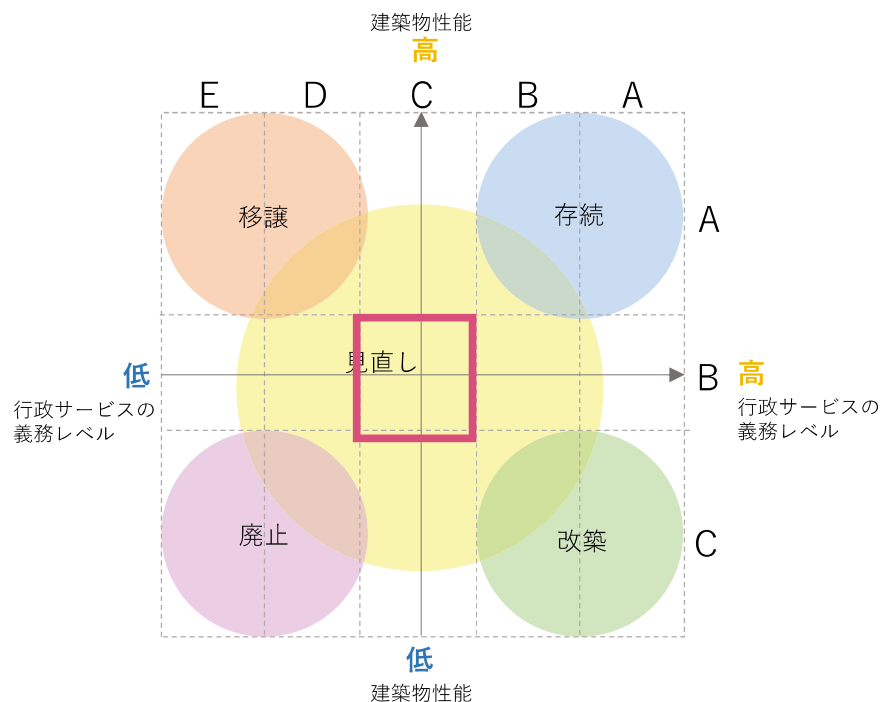 建築物性能
高
E D C B A
移譲
存続
A
見直し
低
行政サービスの
義務レベル
B
高
行政サービスの
義務レベル
廃止
改築
C
低
建築物性能